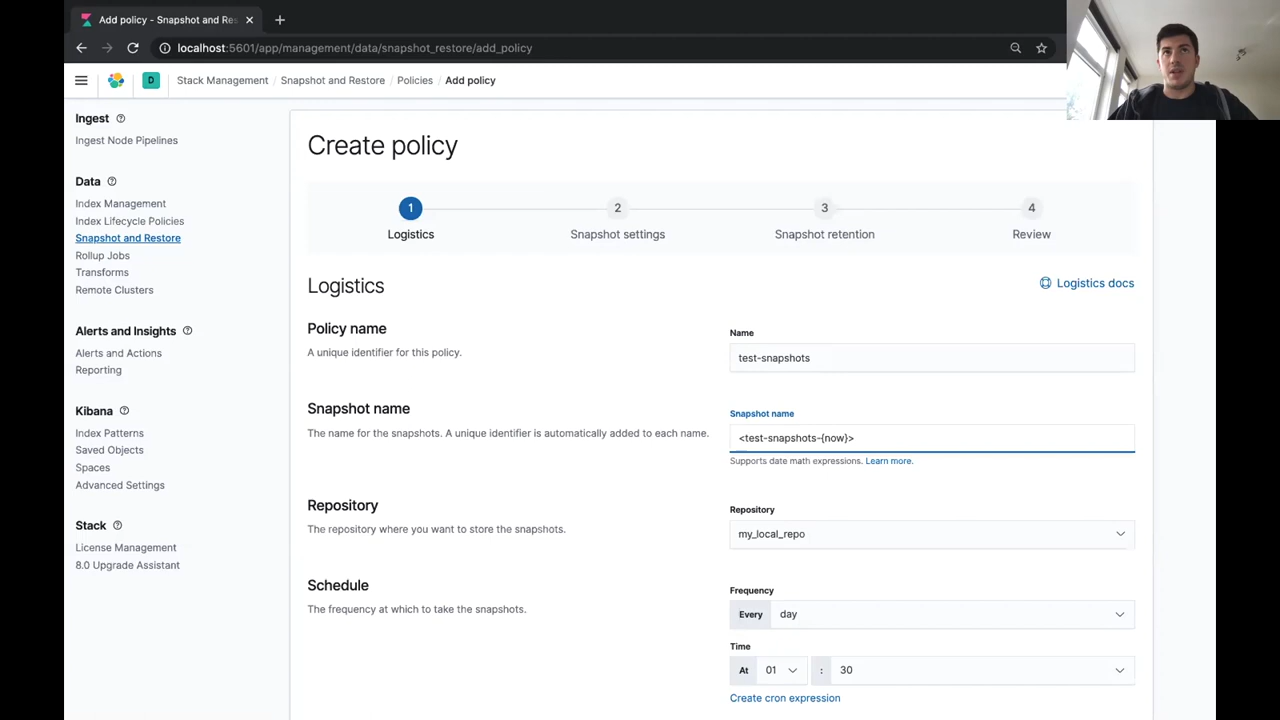 Add policy - Snapshot and Res
localhost:5601/app/management/data/snapshot_restore/add_policy
D
Stack Management / Snapshot and Restore / Policies / Add policy
Ingest
Ingest Node Pipelines
Data
Index Management
Index Lifecycle Policies
Snapshot and Restore
Rollup Jobs
Transforms
Remote Clusters
Alerts and Insights
Alerts and Actions
Reporting
Kibana
Index Patterns
Saved Objects
Spaces
Advanced Settings
Stack
License Management
8.0 Upgrade Assistant
Create policy
1
2
3
4
Logistics
Snapshot settings
Snapshot retention
Review
Logistics
Logistics docs
Policy name
A unique identifier for this policy.
Name
test-snapshots
Snapshot name
The name for the snapshots. A unique identifier is automatically added to each name.
Snapshot name
<test-snapshots-{now}>
Supports date math expressions. Learn more.
Repository
The repository where you want to store the snapshots.
Repository
my_local_repo
Schedule
The frequency at which to take the snapshots.
Frequency
Every day
Time
At 01 : 30
Create cron expression